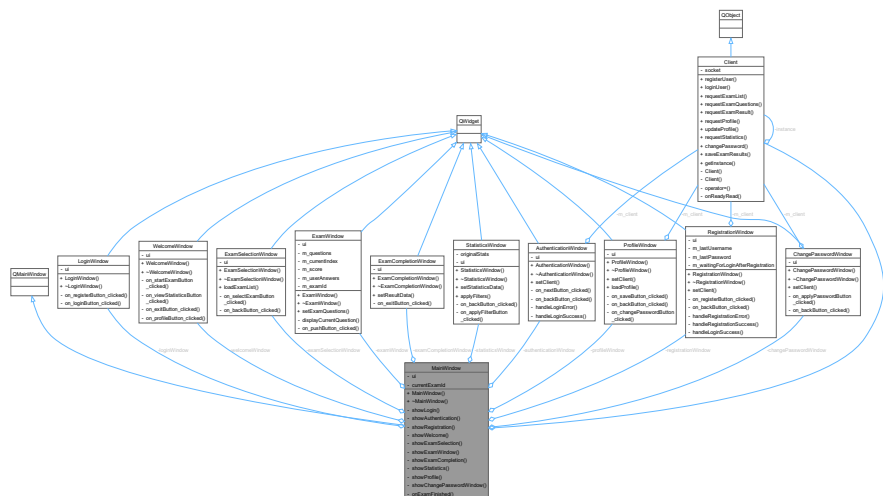 QObject
Client
- socket
+ registerUser()
+ loginUser()
+ requestExamList()
+ requestExamQuestions()
+ requestExamResult()
+ requestProfile()
+ updateProfile()
+ requestStatistics()
+ changePassword()
+ saveExamResults()
+ getInstance()
- Client()
- Client()
- operator=()
- onReadyRead()
-instance
QWidget
-m_client
-m_client
-m_client
-m_client
QMainWindow
LoginWindow
- ui
+ LoginWindow()
+ ~LoginWindow()
- on_registerButton_clicked()
- on_loginButton_clicked()
WelcomeWindow
- ui
+ WelcomeWindow()
+ ~WelcomeWindow()
- on_startExamButton
_clicked()
- on_viewStatisticsButton
_clicked()
- on_exitButton_clicked()
- on_profileButton_clicked()
ExamSelectionWindow
- ui
+ ExamSelectionWindow()
+ ~ExamSelectionWindow()
+ loadExamList()
- on_selectExamButton
_clicked()
- on_backButton_clicked()
ExamWindow
- ui
- m_questions
- m_currentIndex
- m_score
- m_userAnswers
- m_examId
+ ExamWindow()
+ ~ExamWindow()
+ setExamQuestions()
- displayCurrentQuestion()
- on_pushButton_clicked()
ExamCompletionWindow
- ui
+ ExamCompletionWindow()
+ ~ExamCompletionWindow()
+ setResultData()
- on_exitButton_clicked()
StatisticsWindow
- originalStats
- ui
+ StatisticsWindow()
+ ~StatisticsWindow()
+ setStatisticsData()
- applyFilters()
- on_backButton_clicked()
- on_applyFilterButton
_clicked()
AuthenticationWindow
- ui
+ AuthenticationWindow()
+ ~AuthenticationWindow()
+ setClient()
- on_nextButton_clicked()
- on_backButton_clicked()
- handleLoginError()
- handleLoginSuccess()
ProfileWindow
- ui
+ ProfileWindow()
+ ~ProfileWindow()
+ setClient()
+ loadProfile()
- on_saveButton_clicked()
- on_backButton_clicked()
- on_changePasswordButton
_clicked()
RegistrationWindow
- ui
- m_lastUsername
- m_lastPassword
- m_waitingForLoginAfterRegistration
+ RegistrationWindow()
+ ~RegistrationWindow()
+ setClient()
- on_registerButton_clicked()
- on_backButton_clicked()
- handleRegistrationError()
- handleRegistrationSuccess()
- handleLoginSuccess()
ChangePasswordWindow
- ui
+ ChangePasswordWindow()
+ ~ChangePasswordWindow()
+ setClient()
- on_applyPasswordButton
_clicked()
- on_backButton_clicked()
-loginWindow
-welcomeWindow
-examSelectionWindow
-examWindow
-examCompletionWindow
-statisticsWindow
-authenticationWindow
-profileWindow
-registrationWindow
-changePasswordWindow
MainWindow
- ui
- currentExamId
+ MainWindow()
+ ~MainWindow()
- showLogin()
- showAuthentication()
- showRegistration()
- showWelcome()
- showExamSelection()
- showExamWindow()
- showExamCompletion()
- showStatistics()
- showProfile()
- showChangePasswordWindow()
- onExamFinished()